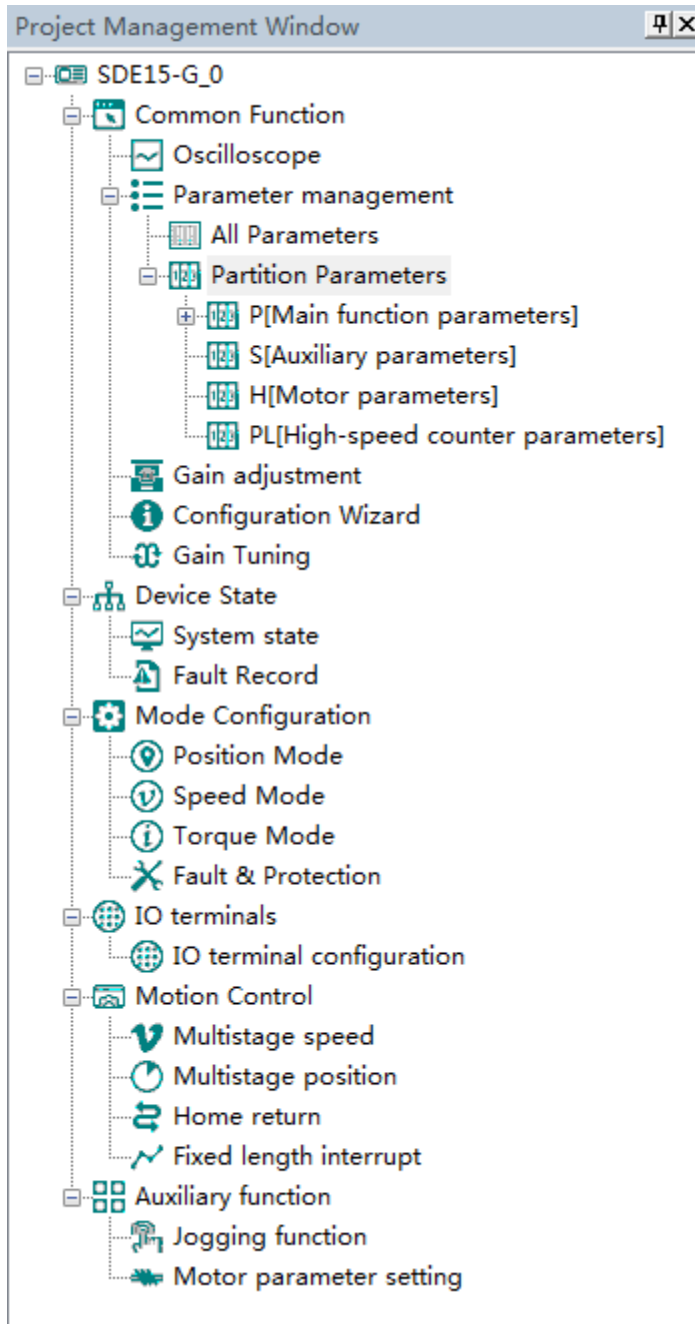 Project Management Window
SDE15-G_0
Common Function
Oscilloscope
Parameter management
All Parameters
Partition Parameters
P[Main function parameters]
S[Auxiliary parameters]
H[Motor parameters]
PL[High-speed counter parameters]
Gain adjustment
Configuration Wizard
Gain Tuning
Device State
System state
Fault Record
Mode Configuration
Position Mode
Speed Mode
Torque Mode
Fault & Protection
IO terminals
IO terminal configuration
Motion Control
Multistage speed
Multistage position
Home return
Fixed length interrupt
Auxiliary function
Jogging function
Motor parameter setting